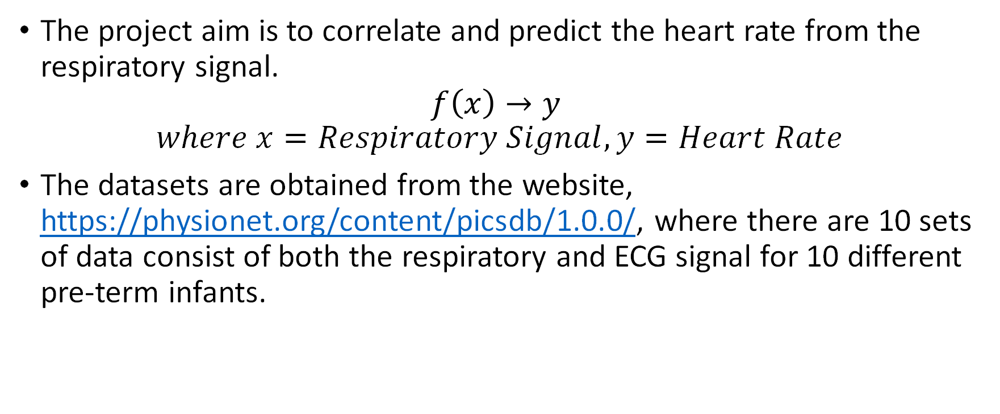 • The project aim is to correlate and predict the heart rate from the
respiratory signal.
f(x) → y
where x = Respiratory Signal, y = Heart Rate
• The datasets are obtained from the website,
https://physionet.org/content/picsdb/1.0.0/, where there are 10 sets
of data consist of both the respiratory and ECG signal for 10 different
pre-term infants.